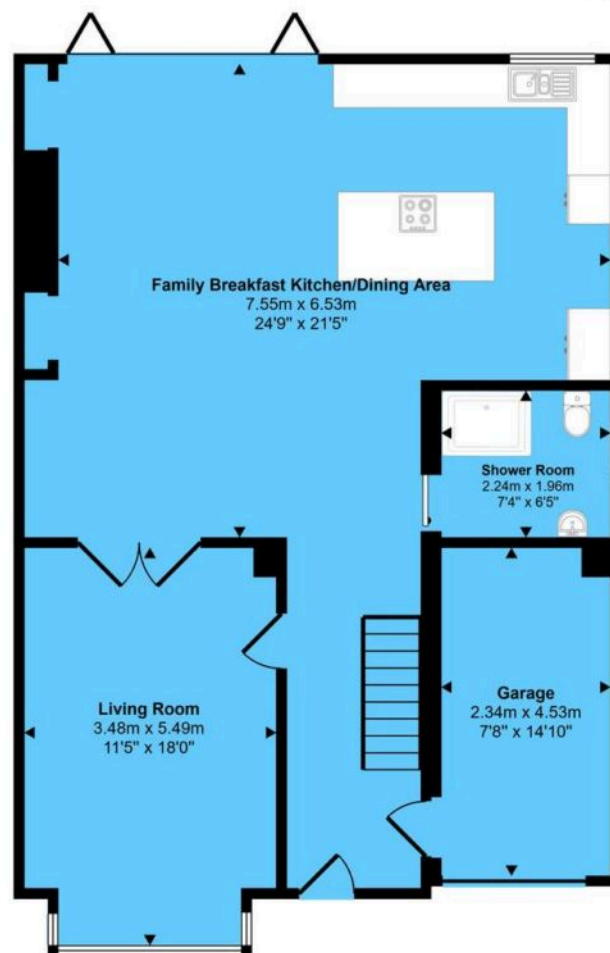 Family Breakfast Kitchen/Dining Area
7.55m x 6.53m
24'9" x 21'5"
Shower Room
2.24m x 1.96m
7'4" x 6'5"
Living Room
3.48m x 5.49m
11'5" x 18'0"
Garage
2.34m x 4.53m
7'8" x 14'10"